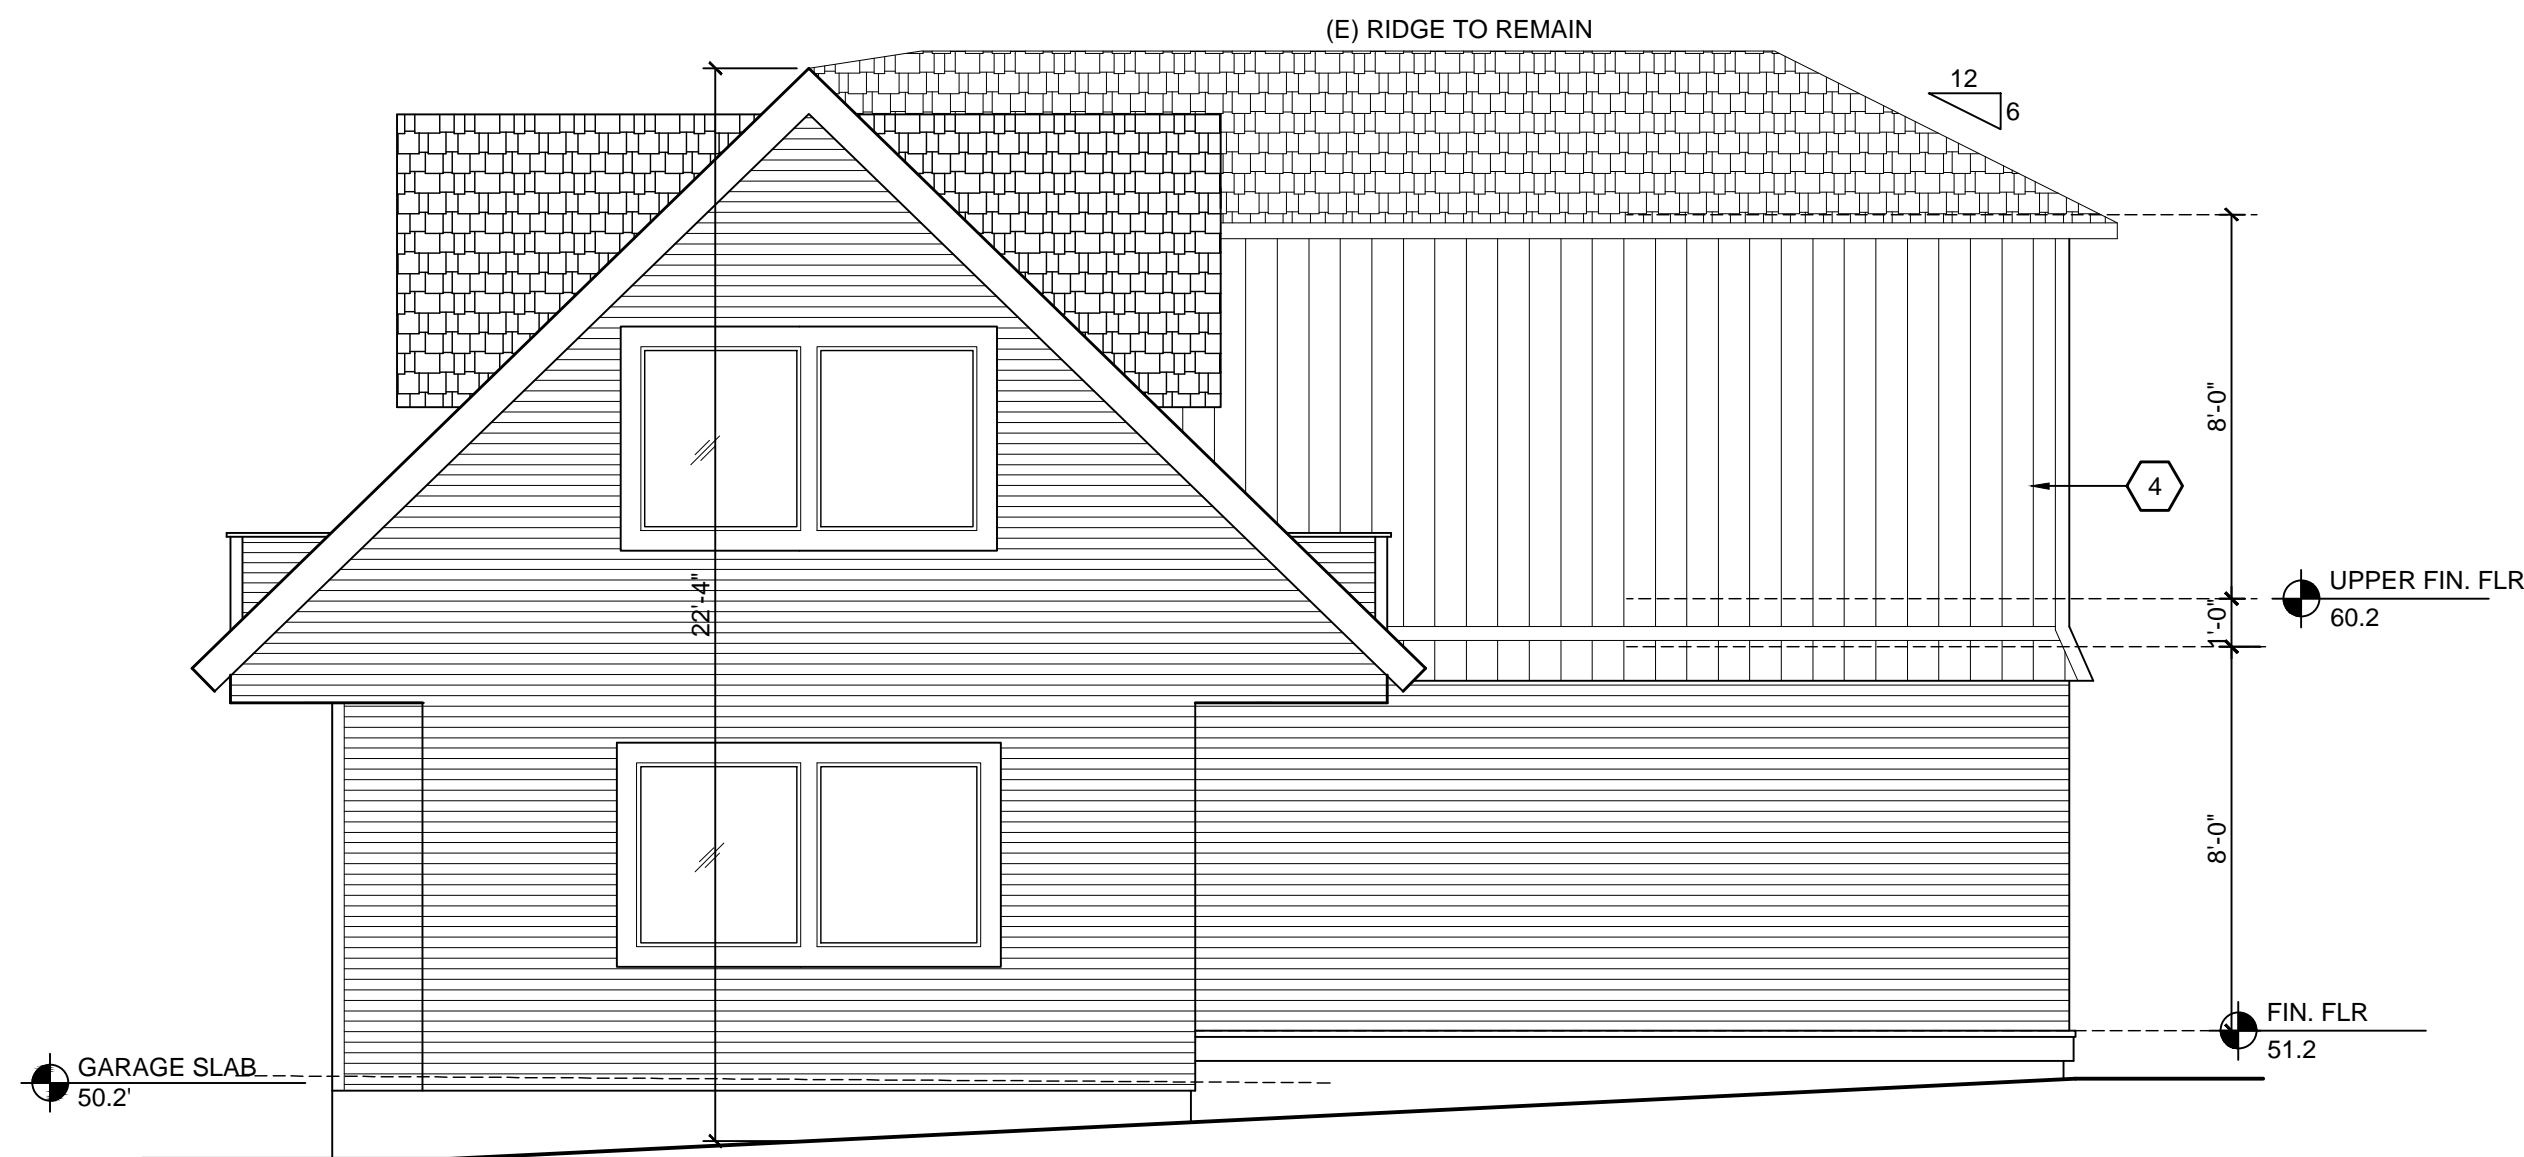 (E) RIDGE TO REMAIN
12
6
8'-0"
4
22'-4"
UPPER FIN. FLR
60.2
1'-0"
8'-0"
FIN. FLR
51.2
GARAGE SLAB
50.2'